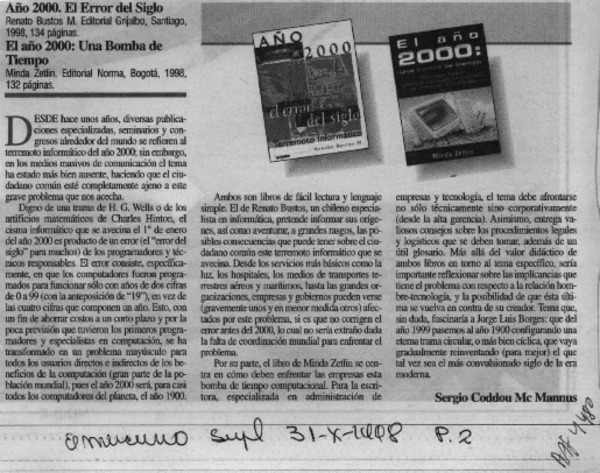 Año 2000. El Error del Siglo
Renato Bustos M. Editorial Grijalbo, Santiago,
1998, 134 páginas.
El año 2000: Una Bomba de
Tiempo
Minda Zetlin. Editorial Norma, Bogotá, 1998,
132 páginas.
AÑO
2000
el error
del siglo
Terremoto Informático
Renato Bustos M.
El año
2000:
Minda Zetlin
DESDE hace unos años, diversas publica-
ciones especializadas, seminarios y con-
gresos alrededor del mundo se refieren al
terremoto informático del año 2000; sin embargo,
en los medios masivos de comunicación el tema
ha estado más bien ausente, haciendo que el ciu-
dadano común esté completamente ajeno a este
grave problema que nos acecha.
Digno de una trama de H. G. Wells o de los
artificios matemáticos de Charles Hinton, el
cisma informático que se avecina el 1º de enero
del año 2000 es producto de un error (el "error del
siglo" para muchos) de los programadores y téc-
nicos responsables. El error consiste, específica-
mente, en que los computadores fueron progra-
mados para funcionar sólo con años de dos cifras
de 0 a 99 (con la anteposición de "19"), en vez de
las cuatro cifras que componen un año. Esto, con
un fin de ahorrar costos a un corto plazo y por la
poca previsión que tuvieron los primeros progra-
madores y especialistas en computación, se ha
transformado en un problema mayúsculo para
todos los usuarios directos e indirectos de los be-
neficios de la computación (gran parte de la po-
blación mundial), pues el año 2000 será, para casi
todos los computadores del planeta, el año 1900.
Ambos son libros de fácil lectura y lenguaje
simple. El de Renato Bustos, un chileno especia-
lista en informática, pretende informar sus oríge-
nes, así como aventurar, a grandes rasgos, las po-
sibles consecuencias que puede tener sobre el ciu-
dadano común este terremoto informático que se
avecina. Desde los servicios más básicos como la
luz, los hospitales, los medios de transportes te-
rrestres aéreos y marítimos, hasta las grandes or-
ganizaciones, empresas y gobiernos pueden verse
(gravemente unos y en menor medida otros) afec-
tados por este problema, si es que no corrigen el
error antes del 2000, lo cual no sería extraño dada
la falta de coordinación mundial para enfrentar el
problema.
Por su parte, el libro de Minda Zetlin se cen-
tra en cómo deben enfrentar las empresas esta
bomba de tiempo computacional. Para la escri-
tora, especializada en administración de
empresas y tecnología, el tema debe afrontarse
no sólo técnicamente sino corporativamente
(desde la alta gerencia). Asimismo, entrega va-
liosos consejos sobre los procedimientos legales
y logísticos que se deben tomar, además de un
útil glosario. Más allá del valor didáctico de
ambos libros en torno al tema específico, sería
importante reflexionar sobre las implicancias que
tiene el problema con respecto a la relación hom-
bre-tecnología, y la posibilidad de que ésta últi-
ma se vuelva en contra de su creador. Tema que,
sin duda, fascinaría a Jorge Luis Borges: que del
año 1999 pasemos al año 1900 configurando una
eterna trama circular, o más bien cíclica, que vaya
gradualmente reinventando (para mejor) el que
tal vez sea el más convulsionado siglo de la era
moderna.
Sergio Coddou Mc Mannus
supl 31-X-1998 P. 2